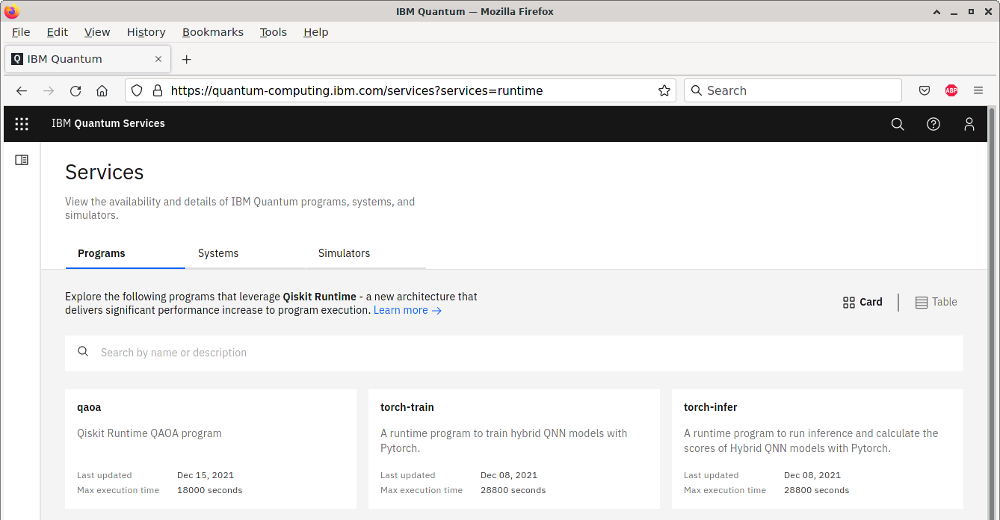 IBM Quantum — Mozilla Firefox
File Edit View History Bookmarks Tools Help
Q IBM Quantum
https://quantum-computing.ibm.com/services?services=runtime
Search
ABP
IBM Quantum Services
Services
View the availability and details of IBM Quantum programs, systems, and
simulators.
Programs Systems Simulators
Explore the following programs that leverage Qiskit Runtime - a new architecture that
delivers significant performance increase to program execution. Learn more →
Card Table
Search by name or description
qaoa
Qiskit Runtime QAOA program
Last updated Dec 15, 2021
Max execution time 18000 seconds
torch-train
A runtime program to train hybrid QNN models with
Pytorch.
Last updated Dec 08, 2021
Max execution time 28800 seconds
torch-infer
A runtime program to run inference and calculate the
scores of Hybrid QNN models with Pytorch.
Last updated Dec 08, 2021
Max execution time 28800 seconds